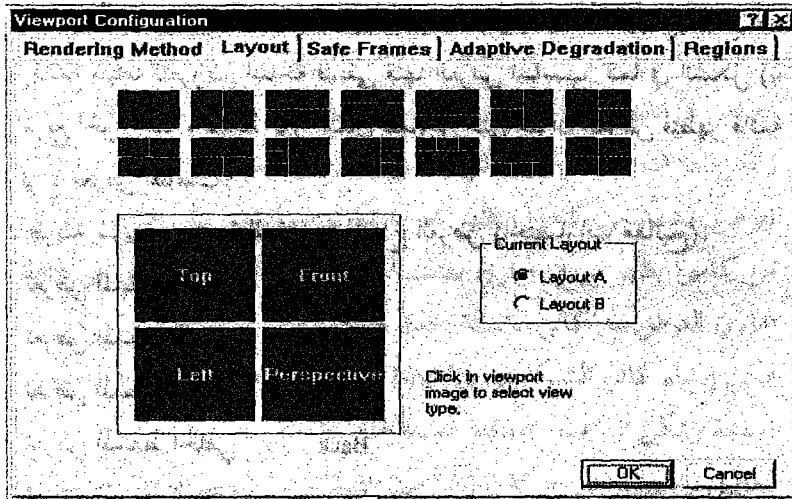 Viewport Configuration
Rendering Method Layout Safe Frames Adaptive Degradation Regions
Top Front
Left Perspective
Current Layout
Layout A
Layout B
Click in viewport
image to select view
type.
OK Cancel